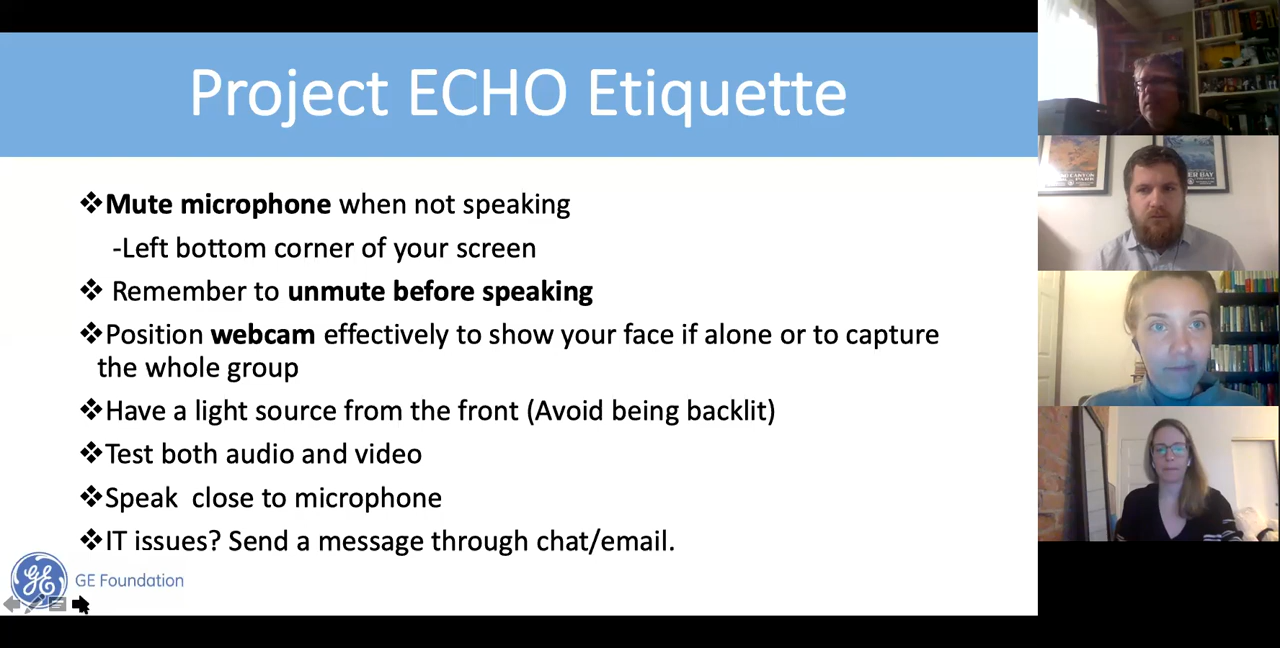 Project ECHO Etiquette
❖Mute microphone when not speaking
-Left bottom corner of your screen
❖ Remember to unmute before speaking
❖Position webcam effectively to show your face if alone or to capture
the whole group
❖Have a light source from the front (Avoid being backlit)
❖Test both audio and video
❖Speak close to microphone
❖IT issues? Send a message through chat/email.
GE Foundation